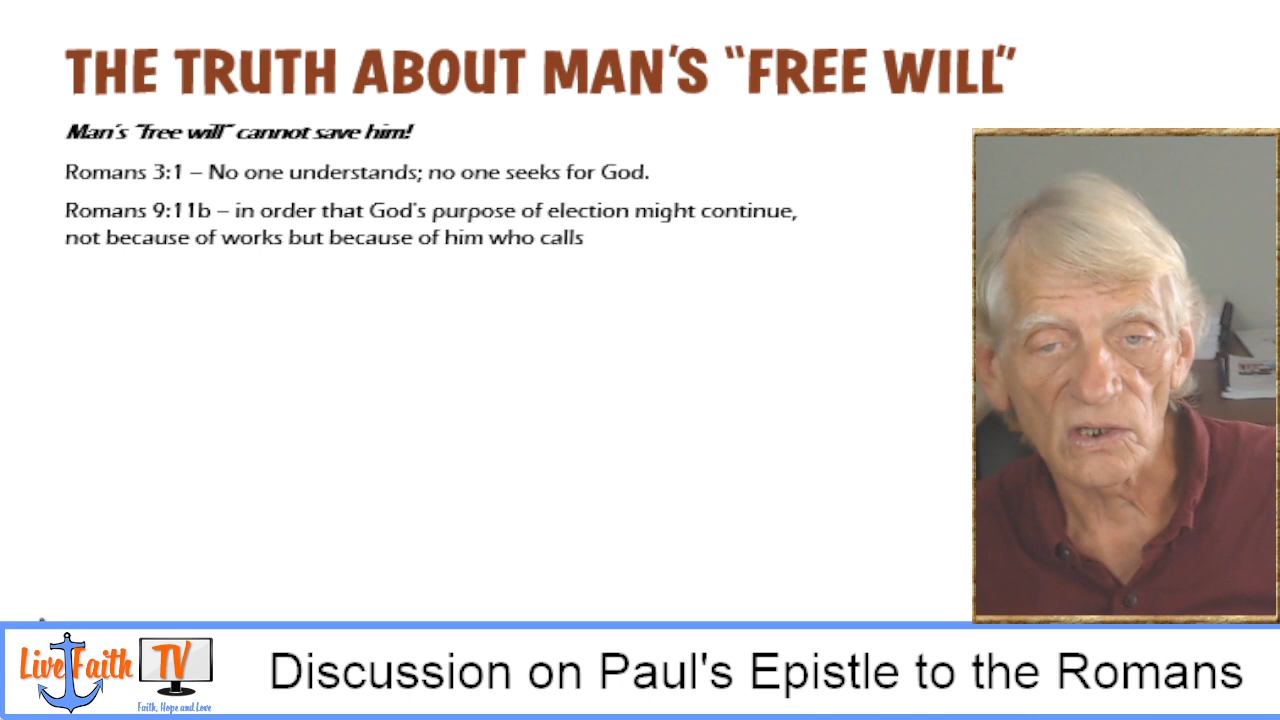 THE TRUTH ABOUT MAN'S "FREE WILL"
Man's "free will" cannot save him!
Romans 3:1 – No one understands; no one seeks for God.
Romans 9:11b – in order that God's purpose of election might continue,
not because of works but because of him who calls
Live Faith TV
Faith, Hope and Love
Discussion on Paul's Epistle to the Romans